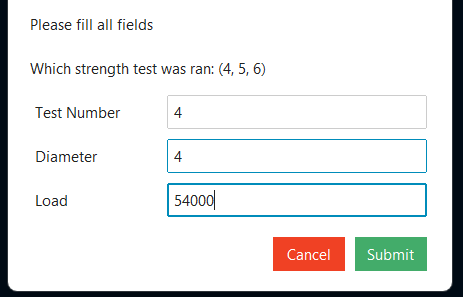 Please fill all fields
Which strength test was ran: (4, 5, 6)
Test Number 4
Diameter 4
Load 54000
Cancel Submit